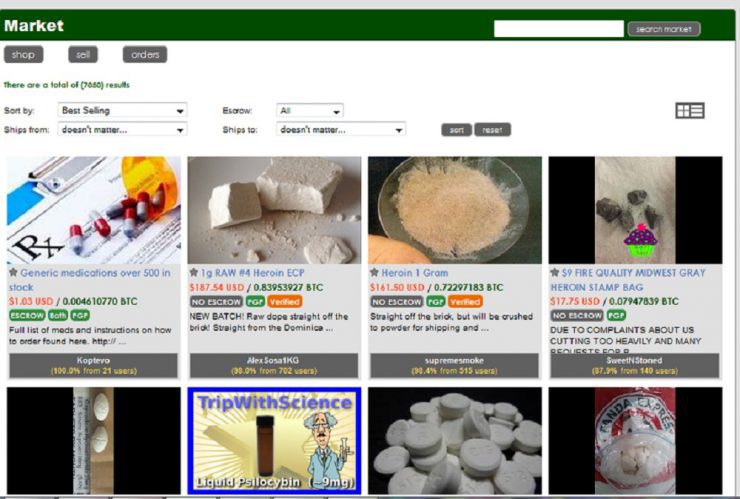 Market
search market
shop sell orders
There are a total of (7050) results
Sort by: Best Selling Escrow: All
Ships from: doesn't matter... Ships to: doesn't matter... sort reset
Rx
Generic medications over 500 in stock
$1.03 USD / 0.004610770 BTC
ESCROW Both PGP
Full list of meds and instructions on how
to order found here. http:// ...
Koptevo
(100.0% from 21 users)
1g RAW #4 Heroin ECP
$187.54 USD / 0.83953927 BTC
NO ESCROW PGP Verified
NEW BATCH! Raw dope straight off the
brick! Straight from the Dominica ...
AlexSosa1KG
(98.0% from 702 users)
Heroin 1 Gram
$161.50 USD / 0.72297183 BTC
NO ESCROW PGP Verified
Straight off the brick, but will be crushed
to powder for shipping and ...
supremesmoke
(98.4% from 515 users)
$9 FIRE QUALITY MIDWEST GRAY
HEROIN STAMP BAG
$17.75 USD / 0.07947839 BTC
NO ESCROW PGP
DUE TO COMPLAINTS ABOUT US
CUTTING TOO HEAVILY AND MANY
SweetNStoned
(87.9% from 140 users)
TripWithScience
Liquid Psilocybin (~9mg)
PANDA EXPRESS